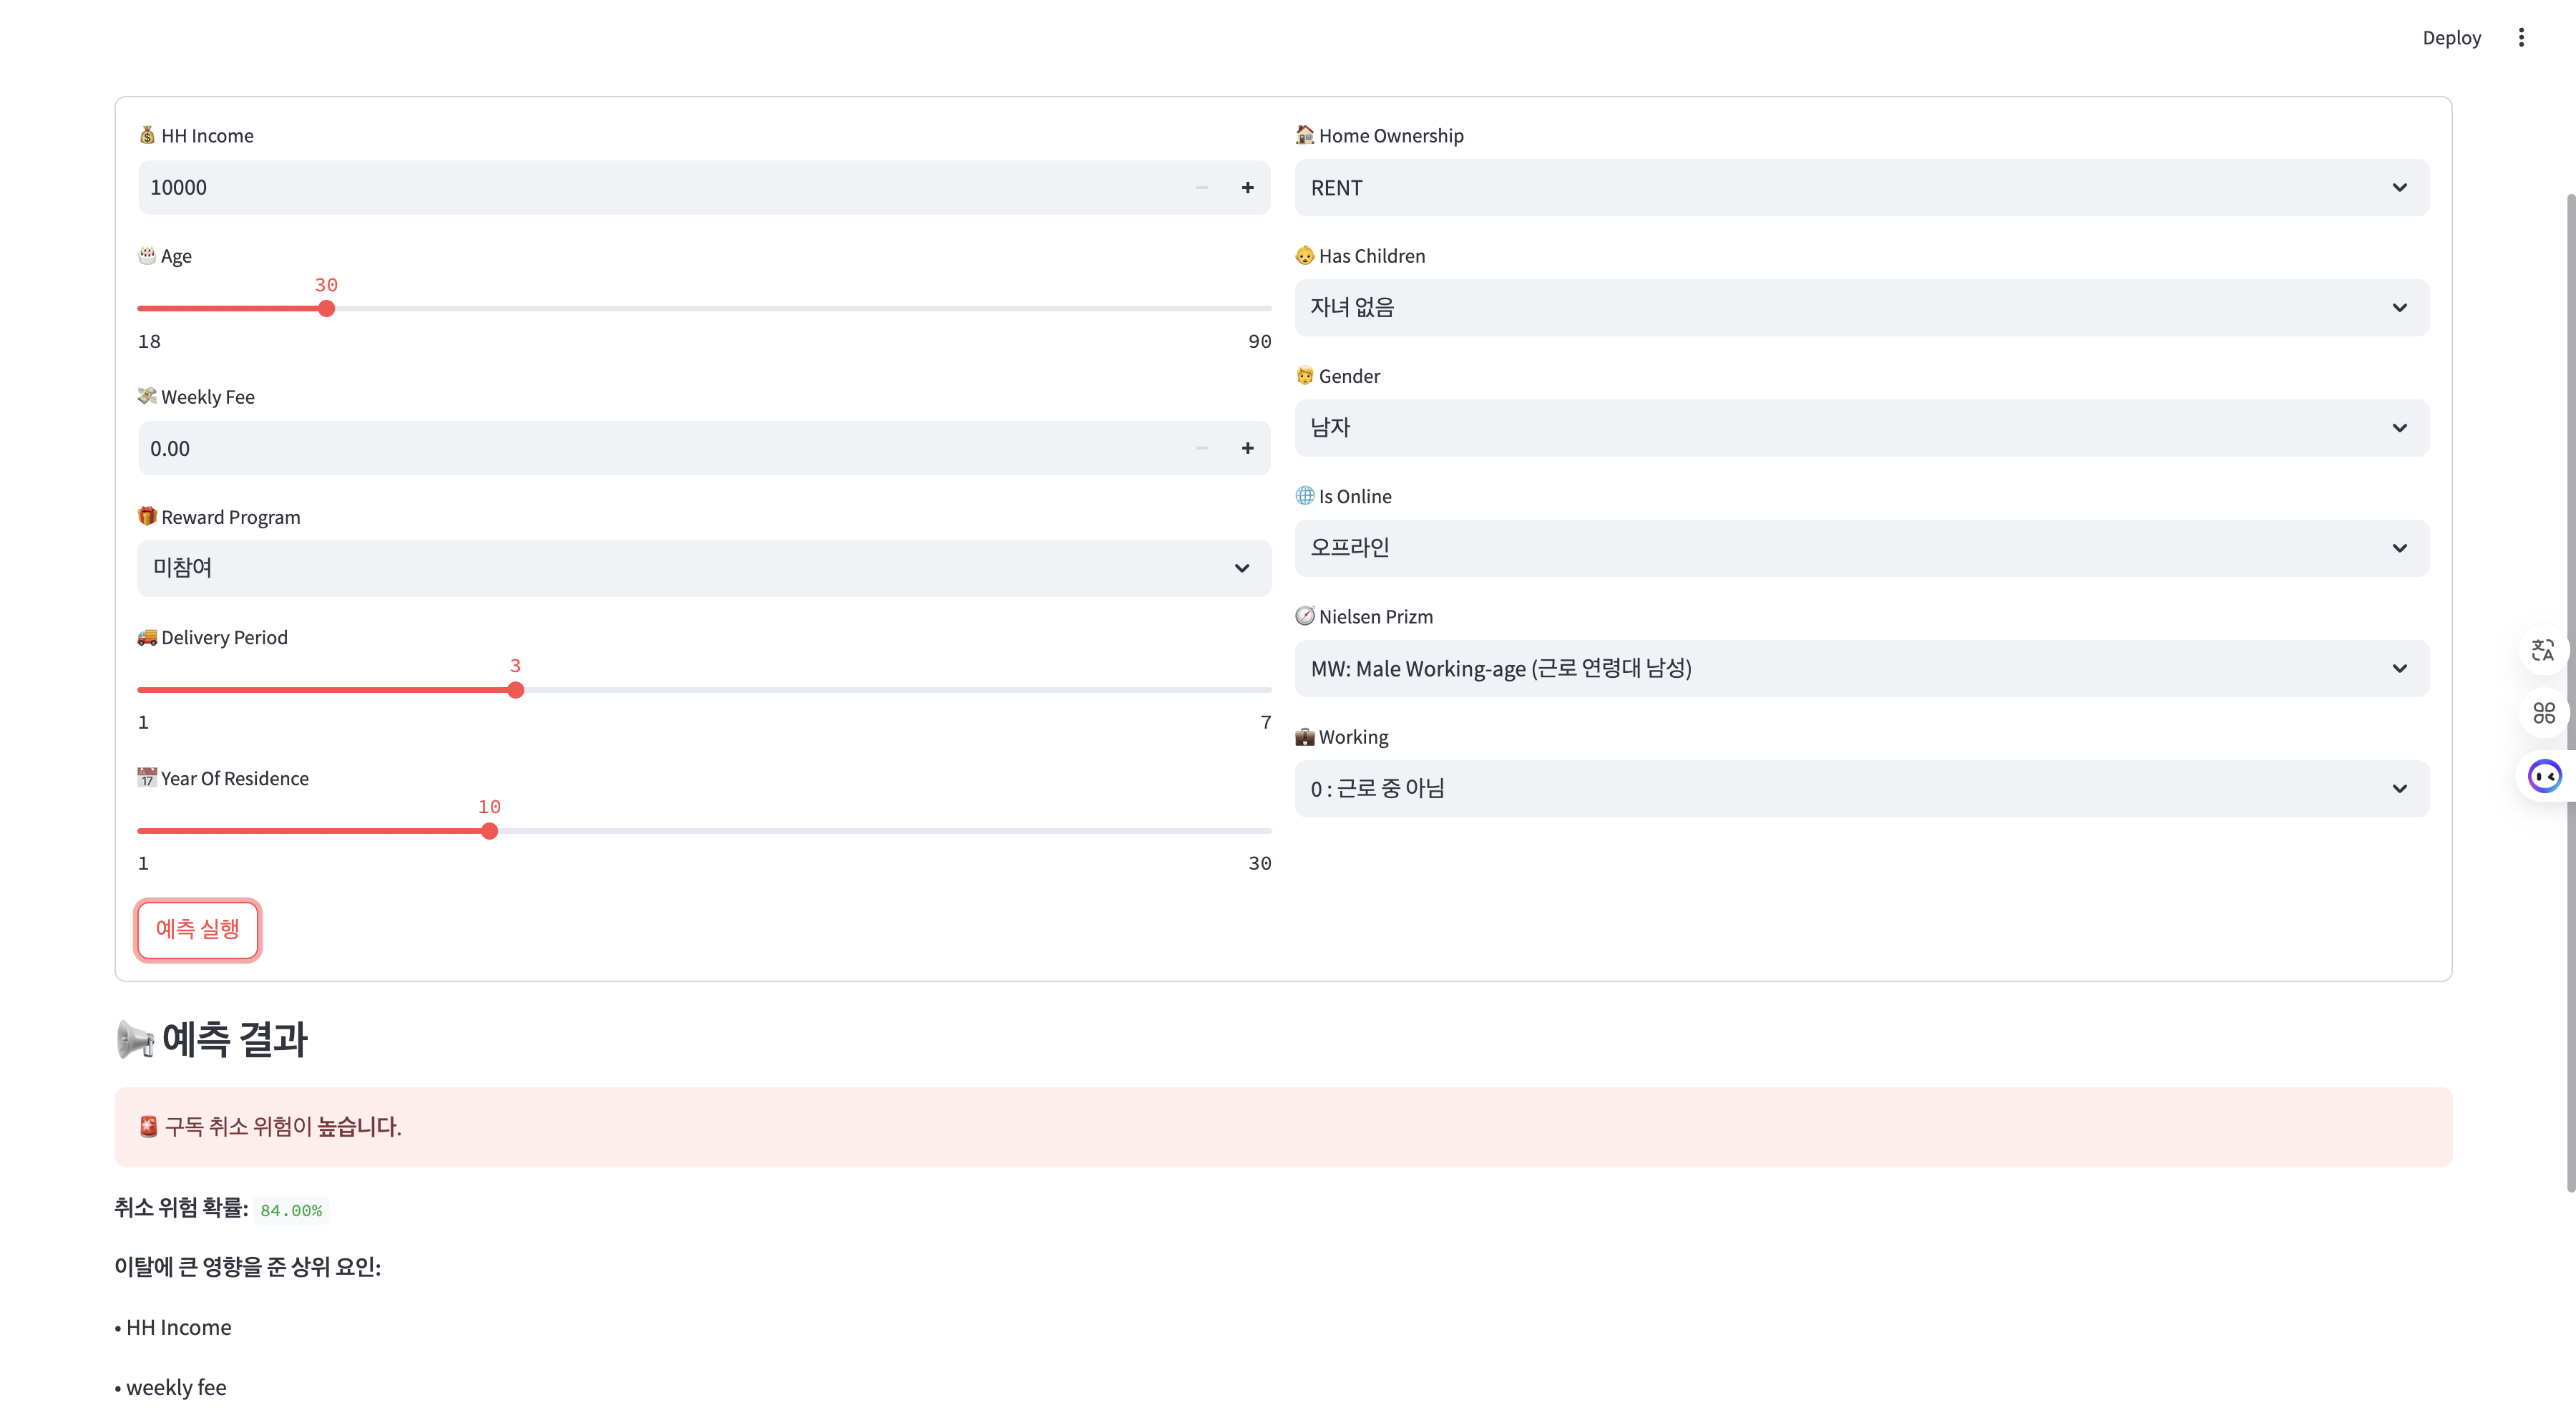 Deploy
HH Income
10000
Age
30
18
90
Weekly Fee
0.00
Reward Program
미참여
Delivery Period
3
1
7
Year Of Residence
10
1
30
예측 실행
Home Ownership
RENT
Has Children
자녀 없음
Gender
남자
Is Online
오프라인
Nielsen Prizm
MW: Male Working-age (근로 연령대 남성)
Working
0 : 근로 중 아님
예측 결과
구독 취소 위험이 높습니다.
취소 위험 확률: 84.00%
이탈에 큰 영향을 준 상위 요인:
• HH Income
• weekly fee